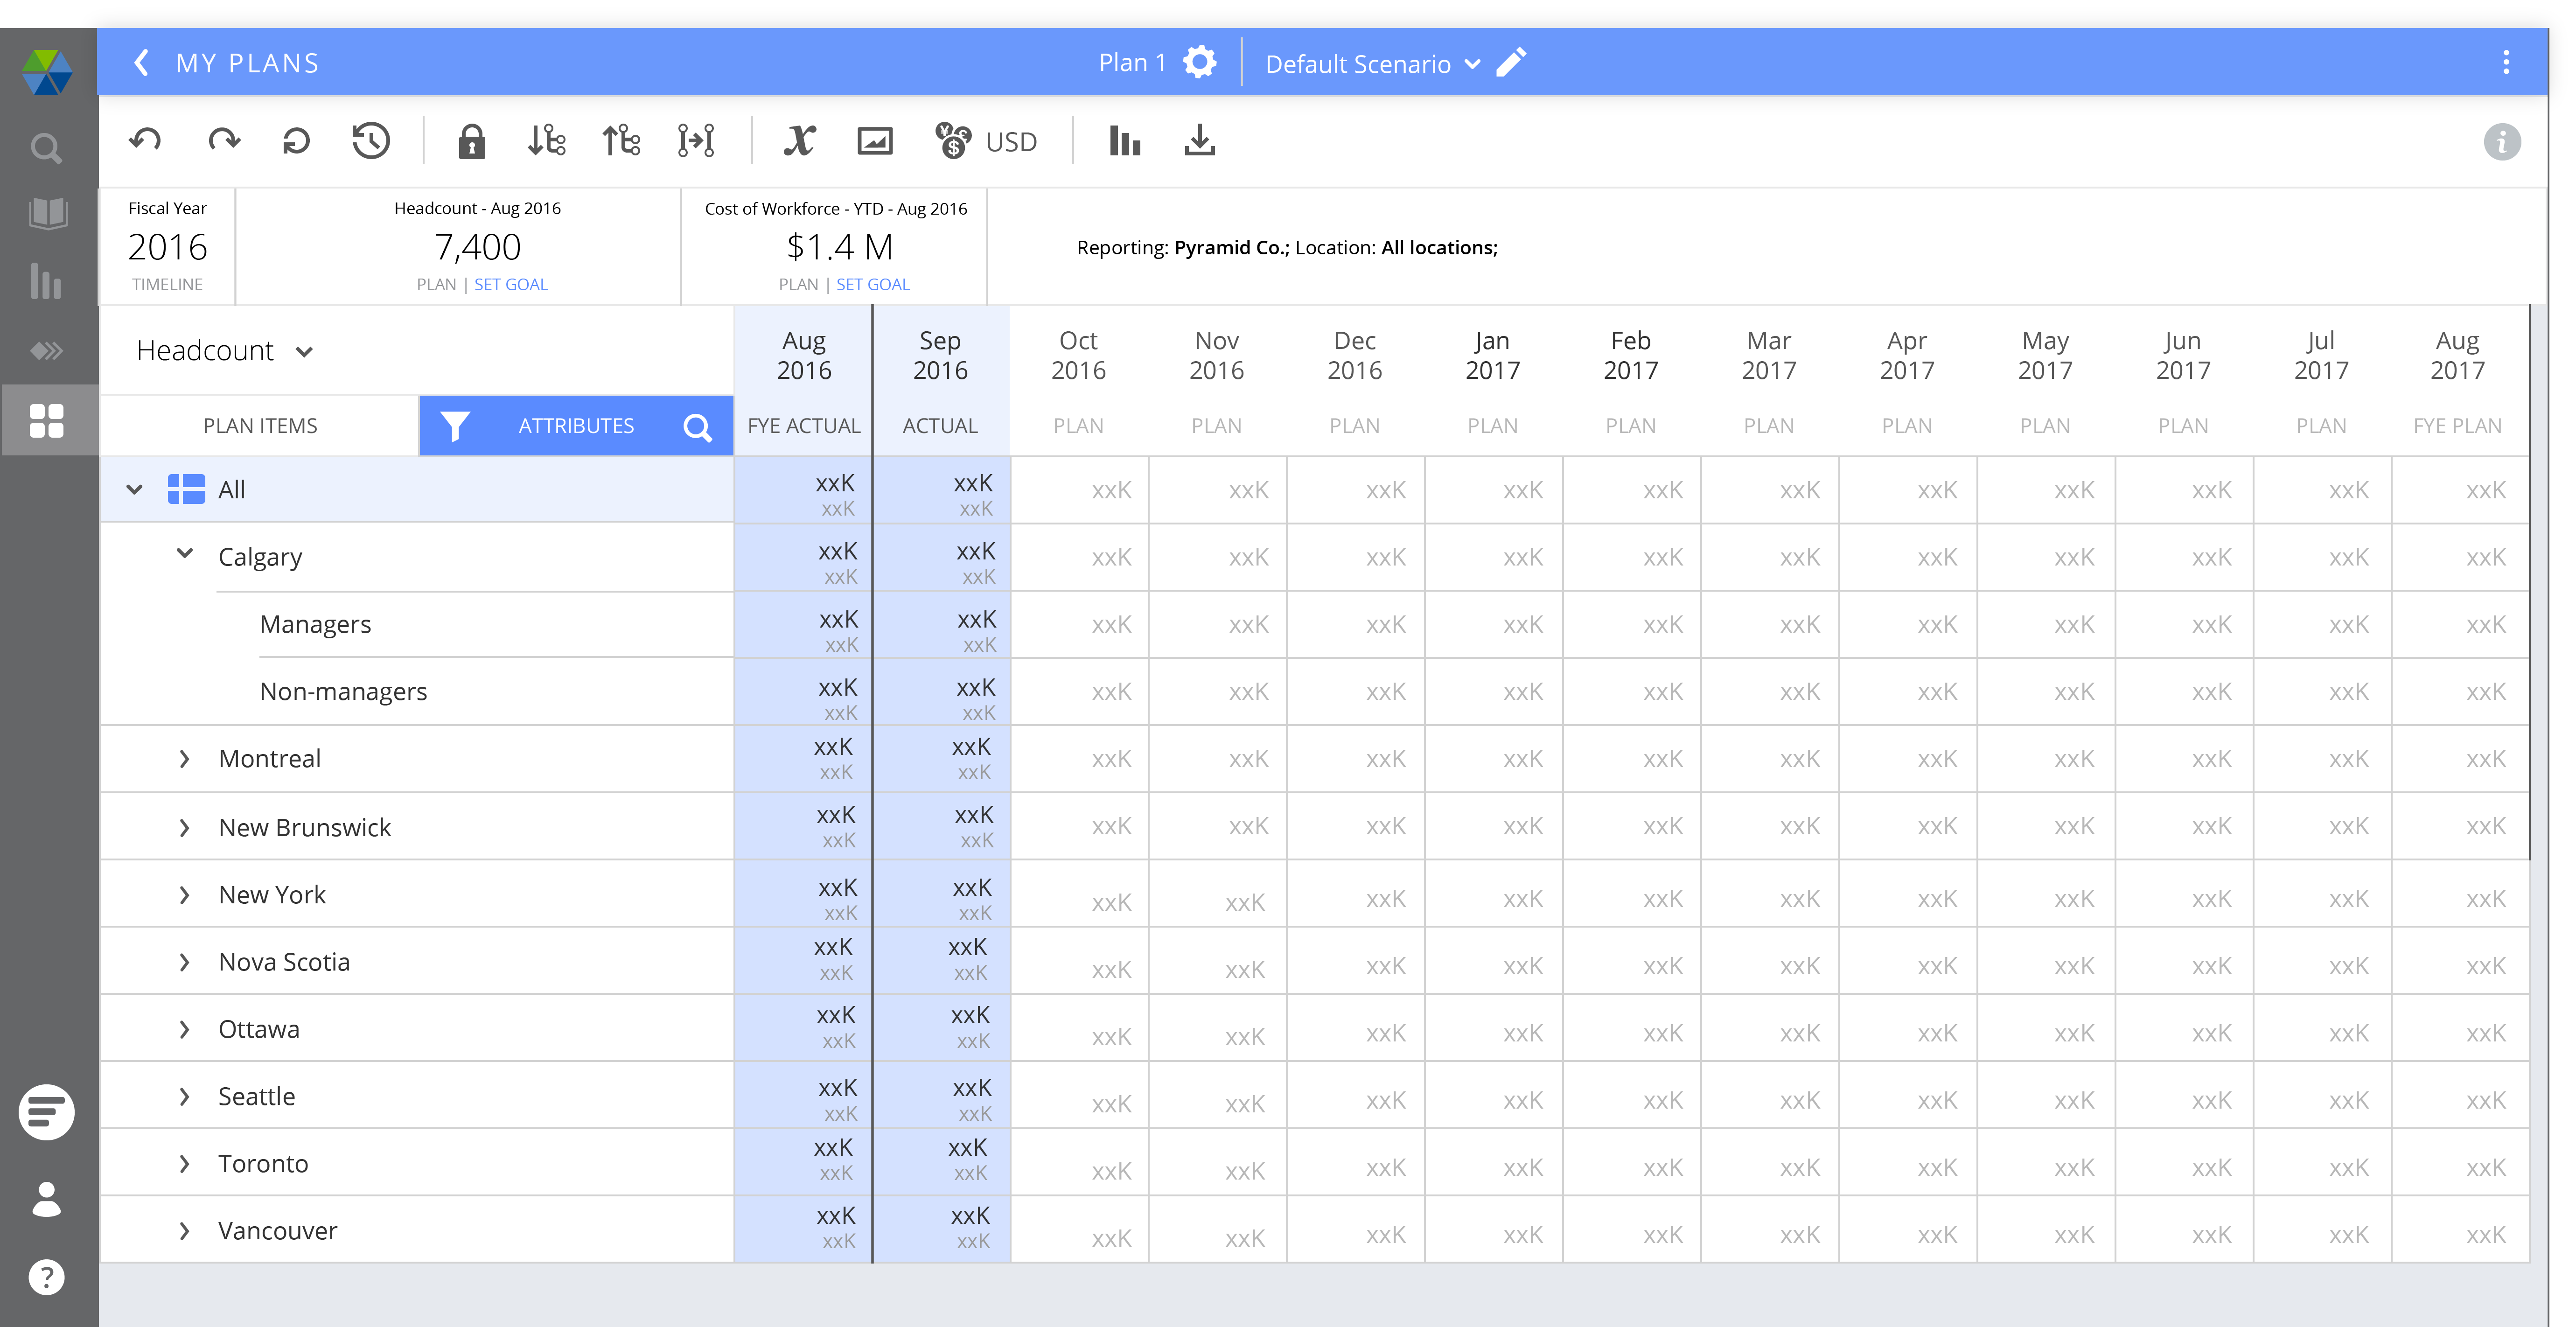 MY PLANS Plan 1 Default Scenario
USD
Fiscal Year
2016
TIMELINE
Headcount - Aug 2016
7,400
PLAN | SET GOAL
Cost of Workforce - YTD - Aug 2016
$1.4 M
PLAN | SET GOAL
Reporting: Pyramid Co.; Location: All locations;
Headcount
Aug Sep Oct Nov Dec Jan Feb Mar Apr May Jun Jul Aug
2016 2016 2016 2016 2016 2017 2017 2017 2017 2017 2017 2017 2017
PLAN ITEMS ATTRIBUTES FYE ACTUAL ACTUAL PLAN PLAN PLAN PLAN PLAN PLAN PLAN PLAN PLAN PLAN FYE PLAN
All xxK xxK xxK xxK xxK xxK xxK xxK xxK xxK xxK xxK xxK
xxK xxK
Calgary xxK xxK xxK xxK xxK xxK xxK xxK xxK xxK xxK xxK xxK
xxK xxK
Managers xxK xxK xxK xxK xxK xxK xxK xxK xxK xxK xxK xxK xxK
xxK xxK
Non-managers xxK xxK xxK xxK xxK xxK xxK xxK xxK xxK xxK xxK xxK
xxK xxK
Montreal xxK xxK xxK xxK xxK xxK xxK xxK xxK xxK xxK xxK xxK
xxK xxK
New Brunswick xxK xxK xxK xxK xxK xxK xxK xxK xxK xxK xxK xxK xxK
xxK xxK
New York xxK xxK xxK xxK xxK xxK xxK xxK xxK xxK xxK xxK xxK
xxK xxK
Nova Scotia xxK xxK xxK xxK xxK xxK xxK xxK xxK xxK xxK xxK xxK
xxK xxK
Ottawa xxK xxK xxK xxK xxK xxK xxK xxK xxK xxK xxK xxK xxK
xxK xxK
Seattle xxK xxK xxK xxK xxK xxK xxK xxK xxK xxK xxK xxK xxK
xxK xxK
Toronto xxK xxK xxK xxK xxK xxK xxK xxK xxK xxK xxK xxK xxK
xxK xxK
Vancouver xxK xxK xxK xxK xxK xxK xxK xxK xxK xxK xxK xxK xxK
xxK xxK